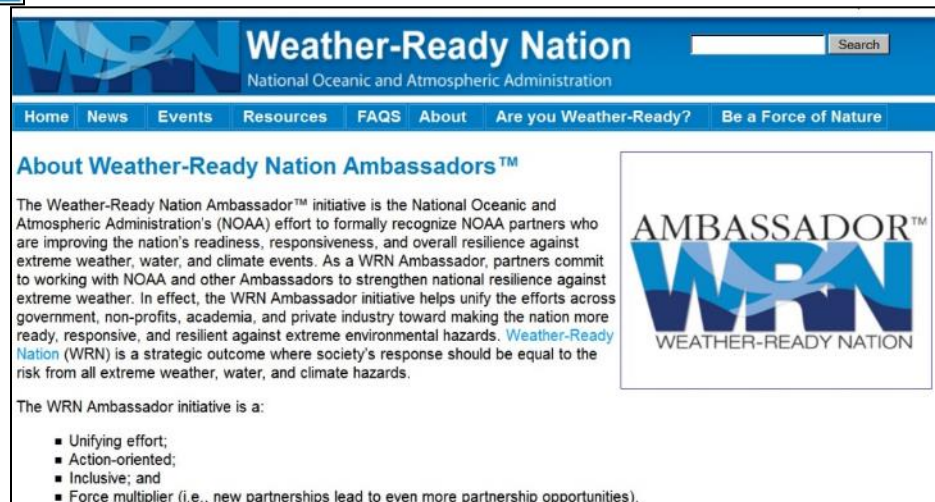 WRN
Weather-Ready Nation
National Oceanic and Atmospheric Administration
Search
Home News Events Resources FAQS About Are you Weather-Ready? Be a Force of Nature
About Weather-Ready Nation Ambassadors™
The Weather-Ready Nation Ambassador™ initiative is the National Oceanic and
Atmospheric Administration's (NOAA) effort to formally recognize NOAA partners who
are improving the nation's readiness, responsiveness, and overall resilience against
extreme weather, water, and climate events. As a WRN Ambassador, partners commit
to working with NOAA and other Ambassadors to strengthen national resilience against
extreme weather. In effect, the WRN Ambassador initiative helps unify the efforts across
government, non-profits, academia, and private industry toward making the nation more
ready, responsive, and resilient against extreme environmental hazards. Weather-Ready
Nation (WRN) is a strategic outcome where society's response should be equal to the
risk from all extreme weather, water, and climate hazards.
AMBASSADOR™
WRN
WEATHER-READY NATION
The WRN Ambassador initiative is a:
■ Unifying effort;
■ Action-oriented;
■ Inclusive; and
■ Force multiplier (i.e., new partnerships lead to even more partnership opportunities).